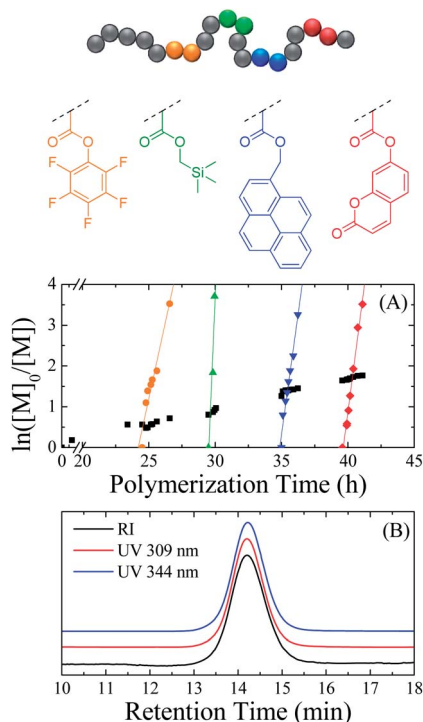 O O O O O O O O
F F
Si
F F
F
O O
4
3
2
1
0
ln([M]₀/[M])
(A)
0 20 25 30 35 40 45
Polymerization Time (h)
RI
UV 309 nm
UV 344 nm
(B)
10 11 12 13 14 15 16 17 18
Retention Time (min)